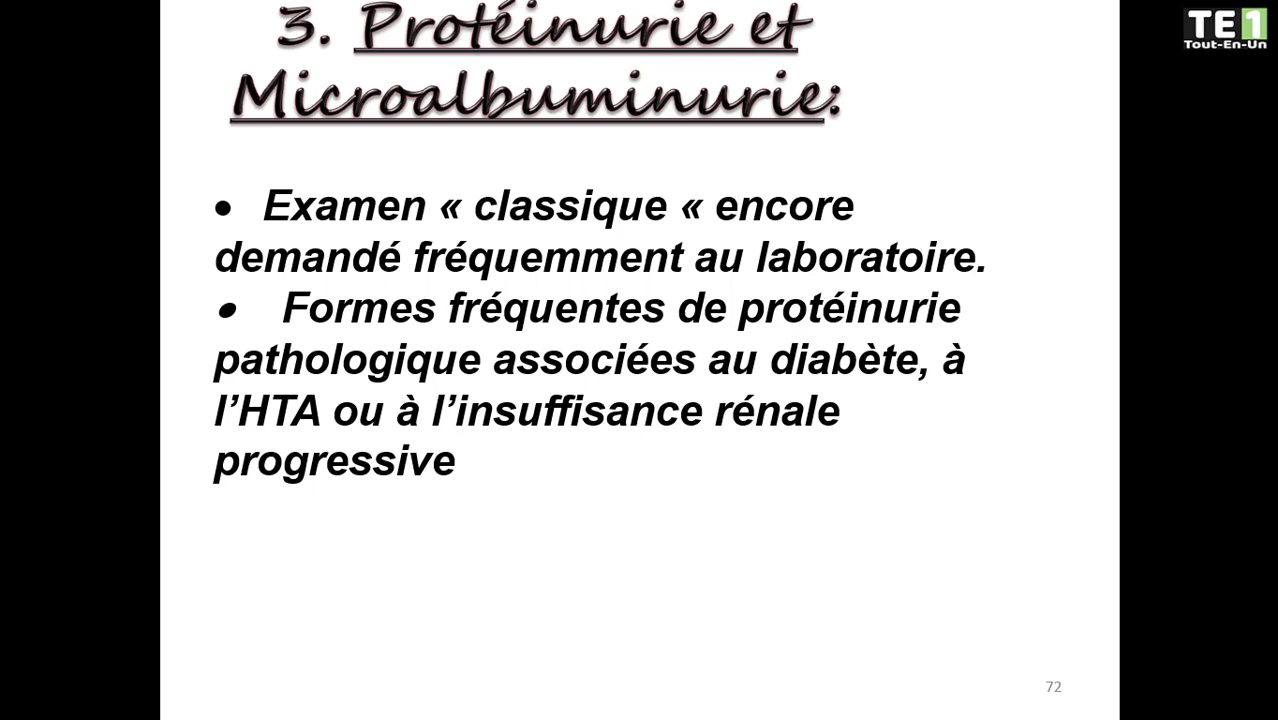 3. Protéinurie et
Microalbuminurie:
TE1
Tout-En-Un
• Examen « classique « encore
demandé fréquemment au laboratoire.
• Formes fréquentes de protéinurie
pathologique associées au diabète, à
l’HTA ou à l’insuffisance rénale
progressive
72